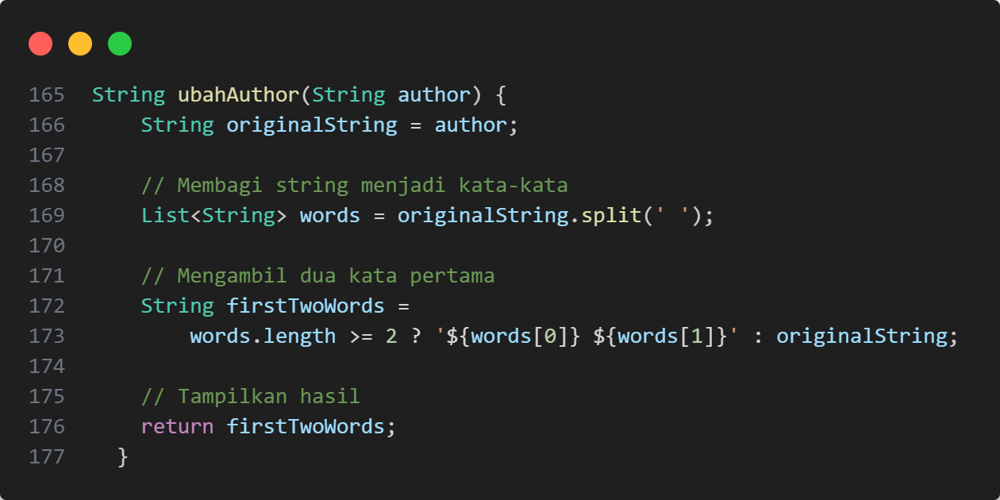 165 String ubahAuthor(String author) {
166     String originalString = author;
167
168     // Membagi string menjadi kata-kata
169     List<String> words = originalString.split(' ');
170
171     // Mengambil dua kata pertama
172     String firstTwoWords =
173         words.length >= 2 ? '${words[0]} ${words[1]}' : originalString;
174
175     // Tampilkan hasil
176     return firstTwoWords;
177   }